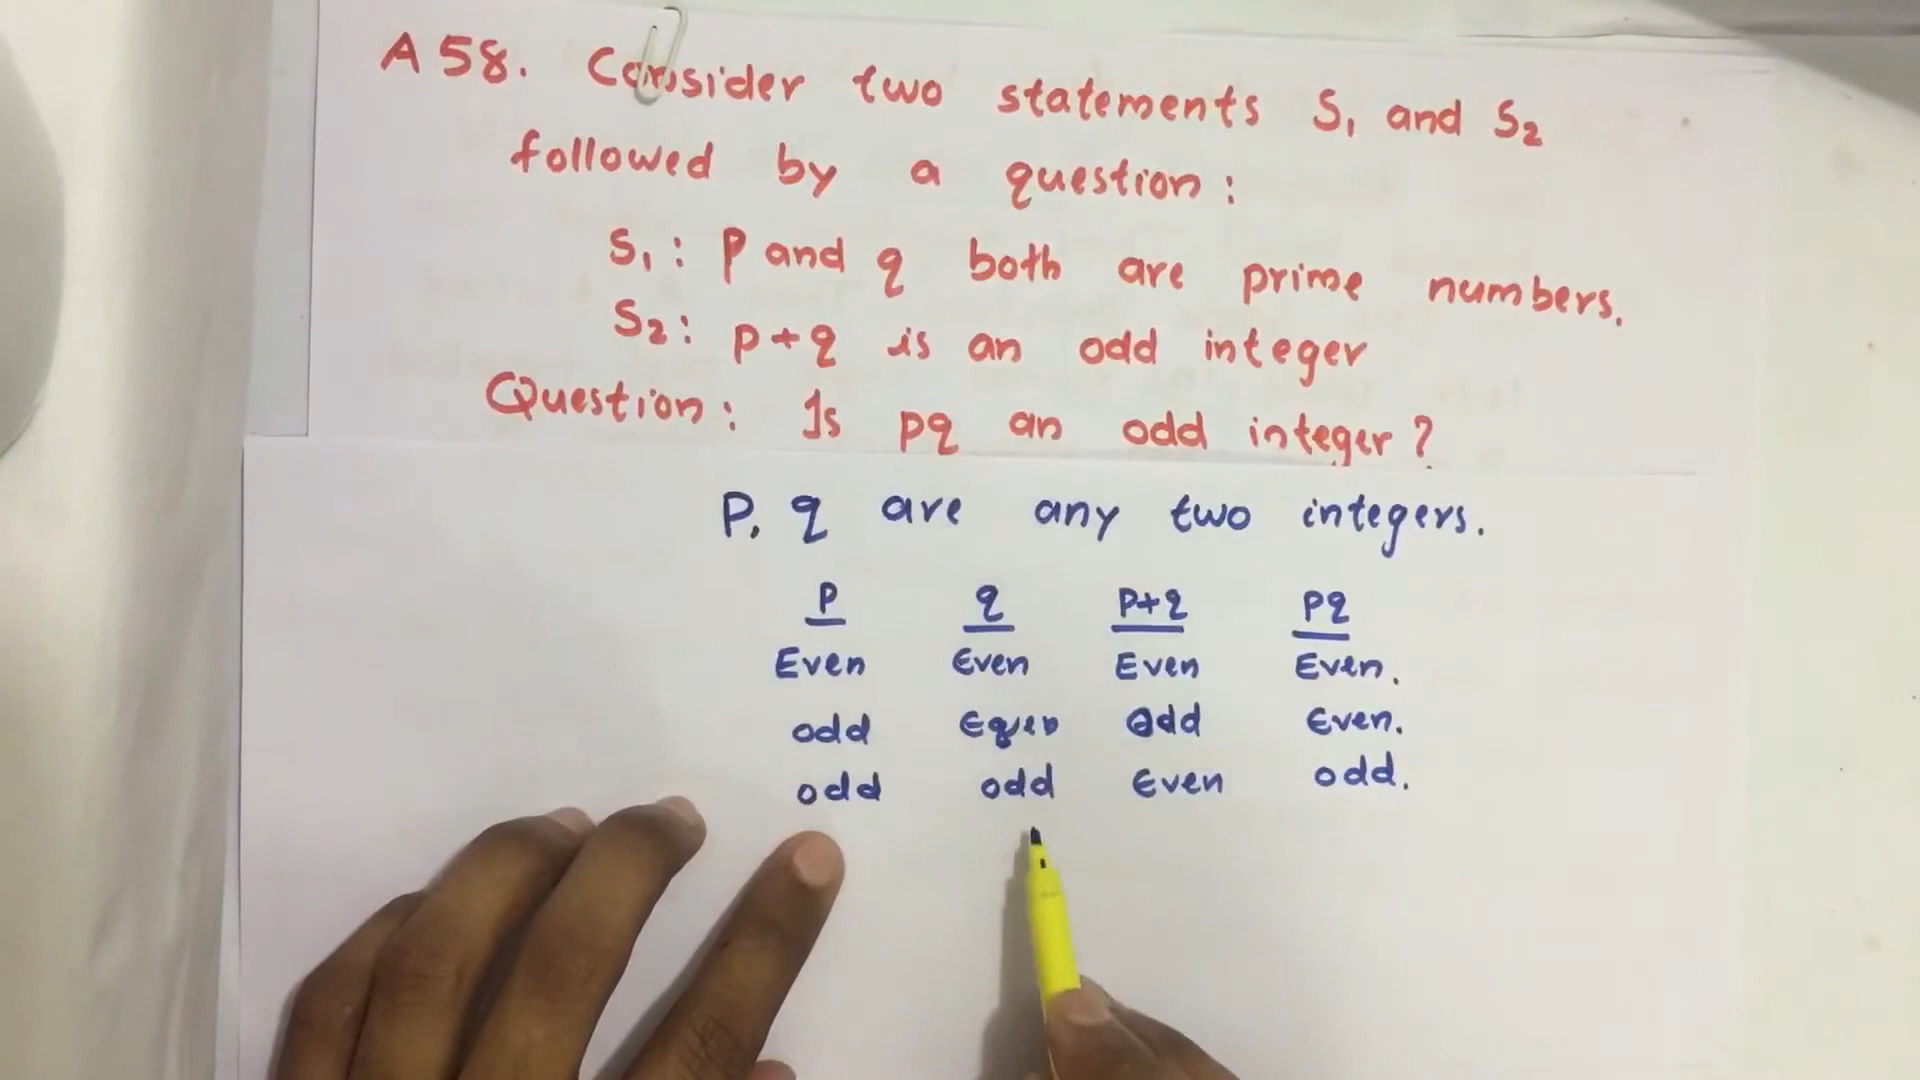 A58. Consider two statements S1 and S2
followed by a question:
S1: p and q both are prime numbers.
S2: p+q is an odd integer
Question: Is pq an odd integer?
P, q are any two integers.
P q P+q Pq
Even Even Even Even.
odd odd Even.
odd odd Even odd.